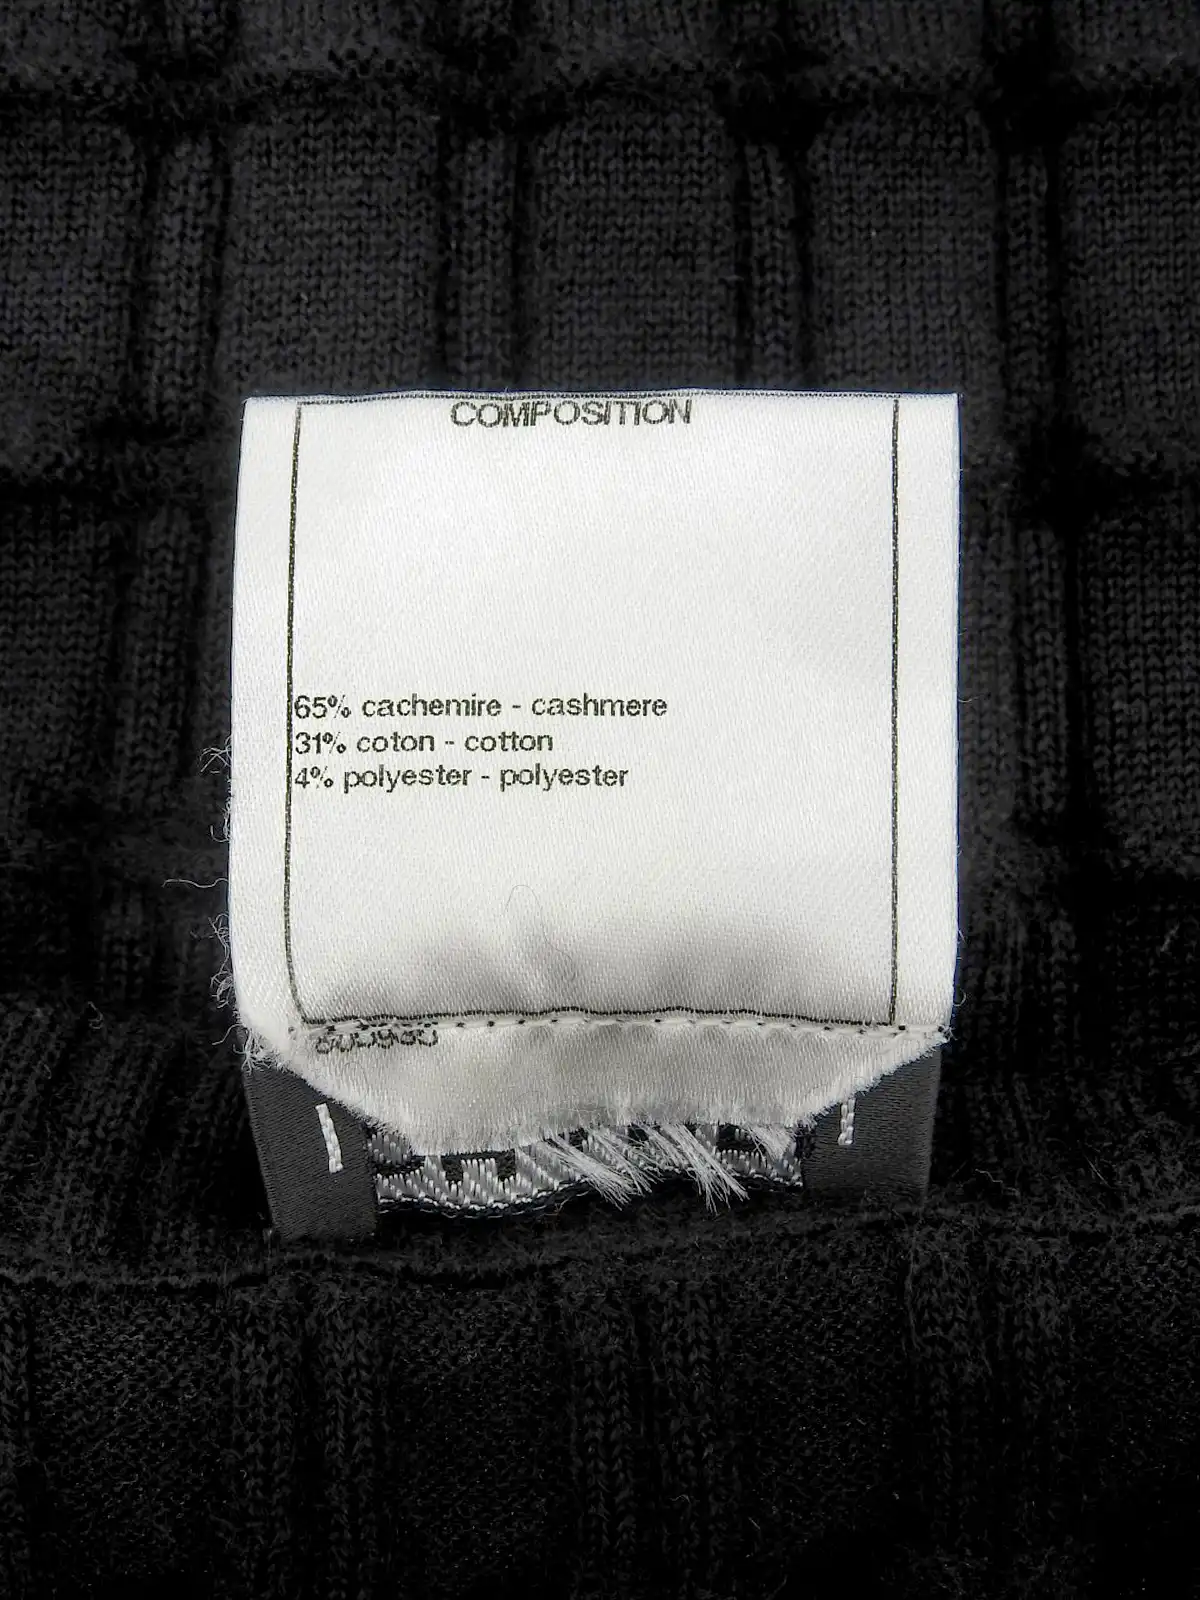 COMPOSITION
65% cachemire - cashmere
31% coton - cotton
4% polyester - polyester